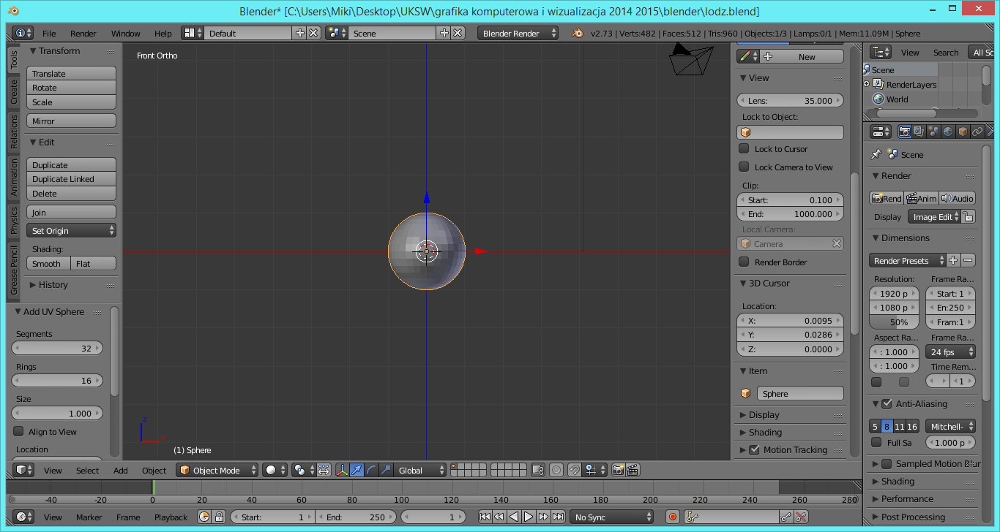 Blender* [C:\Users\Miki\Desktop\UKSW\grafika komputerowa i wizualizacja 2014 2015\blender\lodz.blend]
File Render Window Help Default Scene Blender Render v2.73 | Verts:482 | Faces:512 | Tris:960 | Objects:1/3 | Lamps:0/1 | Mem:11.09M | Sphere
Tools
Create
Relations
Animation
Physics
Grease Pencil
Transform
Translate
Rotate
Scale
Mirror
Edit
Duplicate
Duplicate Linked
Delete
Join
Set Origin
Shading:
Smooth Flat
History
Add UV Sphere
Segments
32
Rings
16
Size
1.000
Align to View
Location
Front Ortho
z
x
(1) Sphere
New
View
Lens: 35.000
Lock to Object:
Lock to Cursor
Lock Camera to View
Clip:
Start: 0.100
End: 1000.000
Local Camera:
Camera
Render Border
3D Cursor
Location:
X: 0.0095
Y: 0.0286
Z: 0.0000
Item
Sphere
Display
Shading
Motion Tracking
View Search All Sc
Scene
RenderLayers
World
Scene
Render
Rend Anim Audio
Display Image Edit
Dimensions
Render Presets
Resolution: Frame Ra...
1920 p Start: 1
1080 p En:250
50% Fram:1
Aspect Ra... Frame Ra...
: 1.000 24 fps
: 1.000 Time Rem...
1
Anti-Aliasing
5 8 11 16 Mitchell-
Full Sa 1.000 p
Sampled Motion Blur
Shading
Performance
Post Processing
View Select Add Object Object Mode Global
-40 -20 0 20 40 60 80 100 120 140 160 180 200 220 240 260 280
View Marker Frame Playback Start: 1 End: 250 1 No Sync